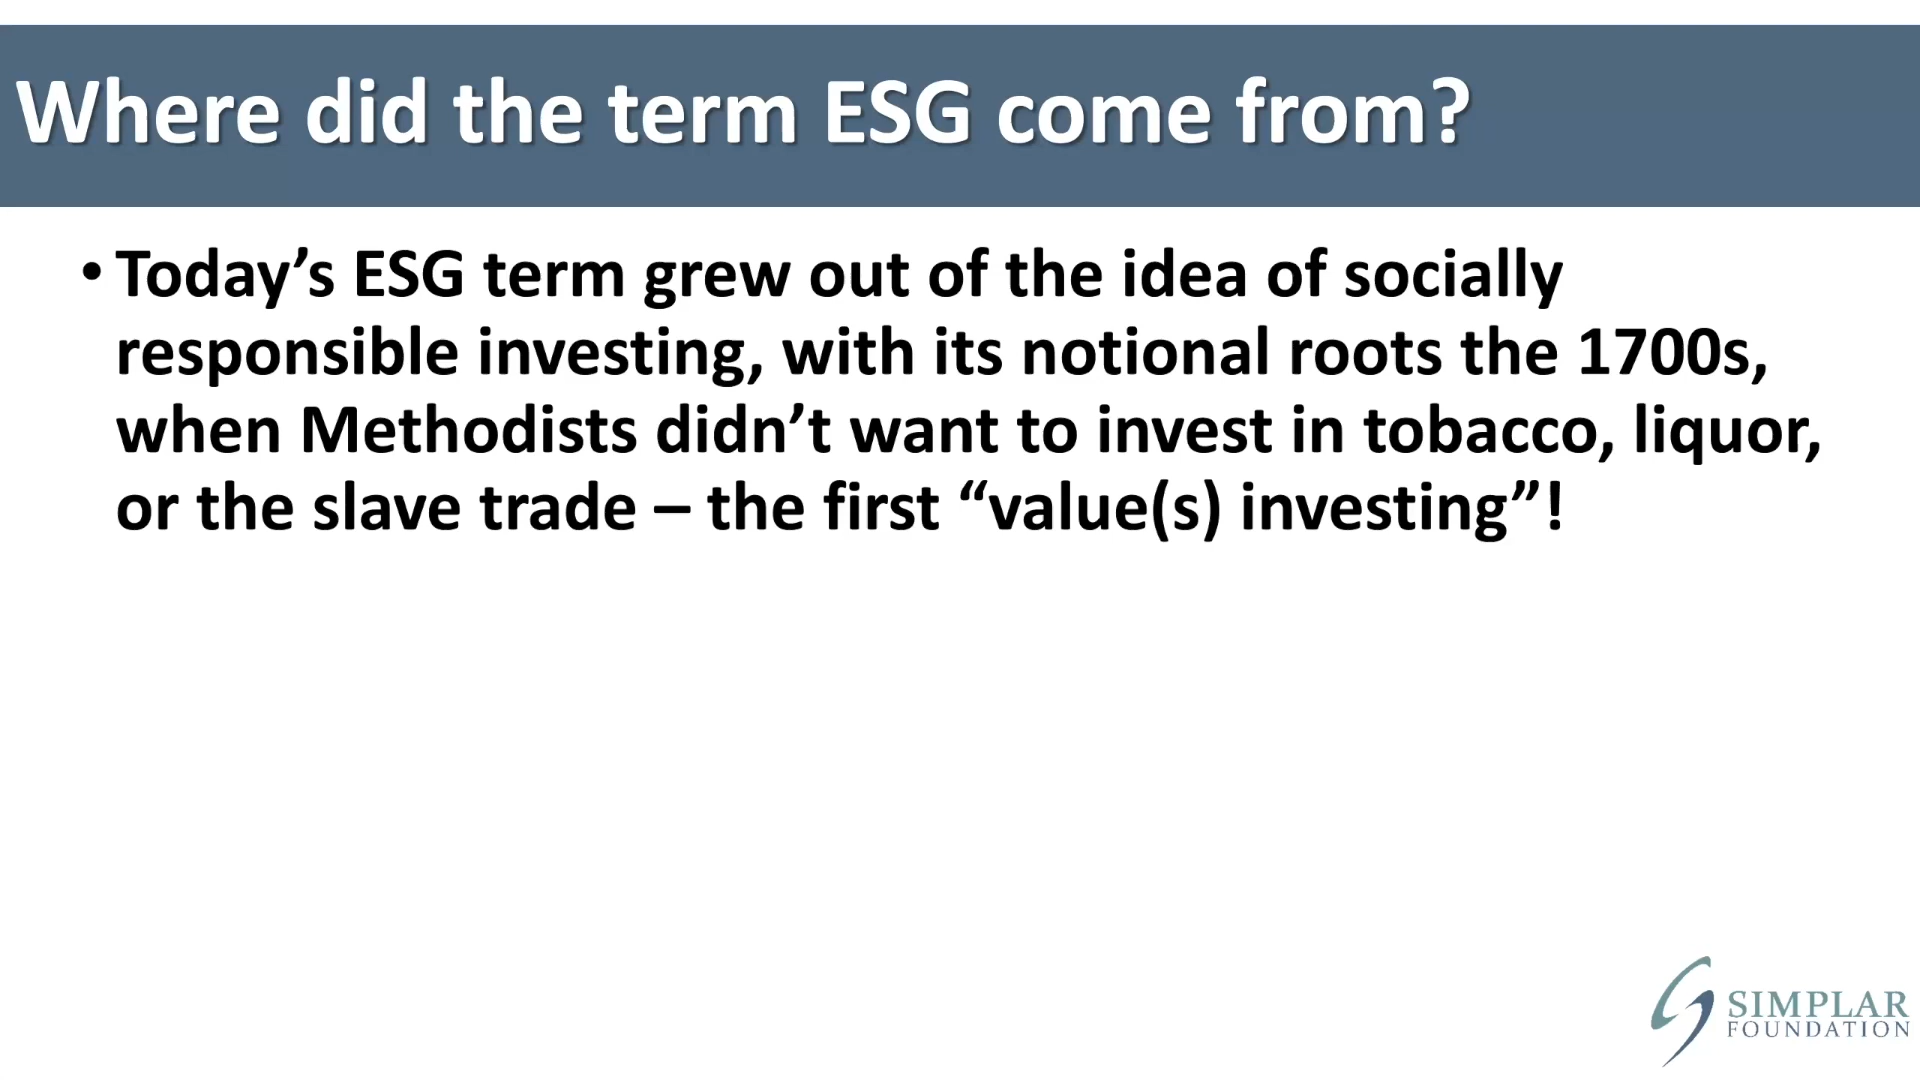 Where did the term ESG come from?
• Today’s ESG term grew out of the idea of socially
responsible investing, with its notional roots the 1700s,
when Methodists didn’t want to invest in tobacco, liquor,
or the slave trade – the first “value(s) investing”!
SIMPLAR
FOUNDATION